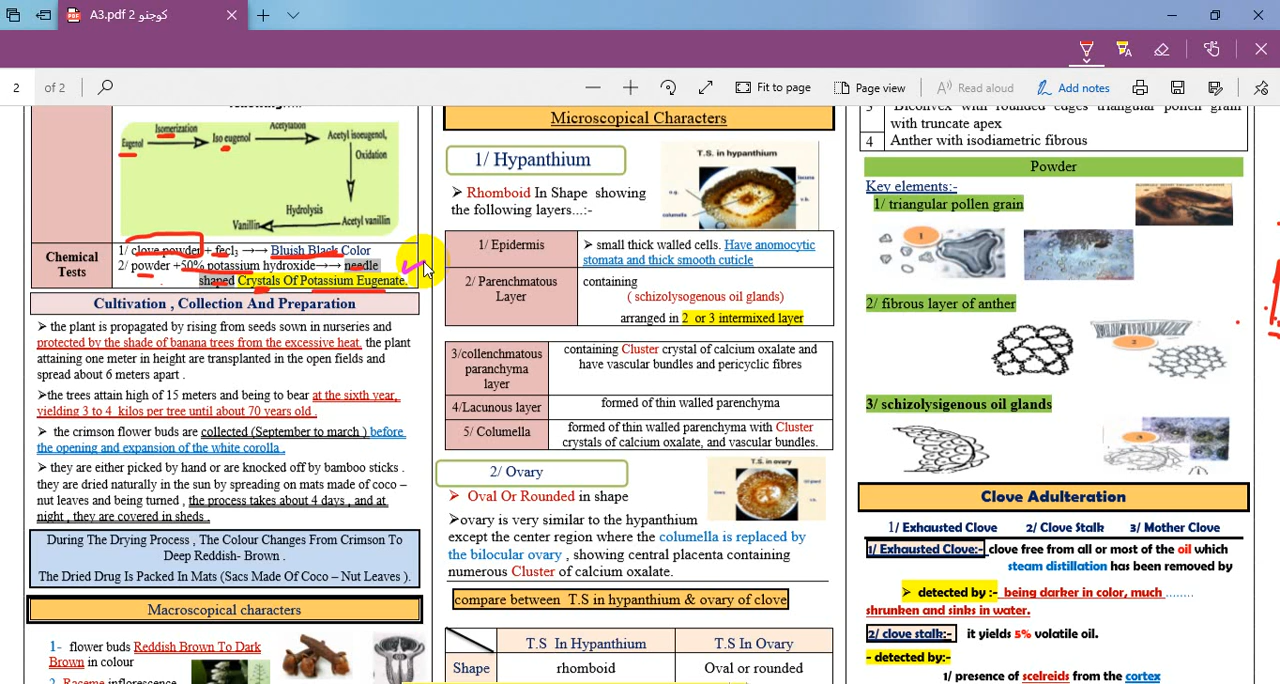 كوجنو 2 A3.pdf
2 of 2
Fit to page
Page view
Read aloud
Add notes
Eugenol
Isomerization
Iso eugenol
Acetylation
Acetyl isoeugenol,
Oxidation
Acetyl vanillin
Hydrolysis
Vanillin
Chemical Tests
1/ clove powder + fecl3 →→ Bluish Black Color
2/ powder +50% potassium hydroxide→→ needle
shaped Crystals Of Potassium Eugenate.
Cultivation , Collection And Preparation
➢ the plant is propagated by rising from seeds sown in nurseries and
protected by the shade of banana trees from the excessive heat. the plant
attaining one meter in height are transplanted in the open fields and
spread about 6 meters apart .
➢the trees attain high of 15 meters and being to bear at the sixth year,
yielding 3 to 4 kilos per tree until about 70 years old .
➢ the crimson flower buds are collected (September to march ) before
the opening and expansion of the white corolla .
➢ they are either picked by hand or are knocked off by bamboo sticks .
they are dried naturally in the sun by spreading on mats made of coco –
nut leaves and being turned , the process takes about 4 days , and at
night , they are covered in sheds .
During The Drying Process , The Colour Changes From Crimson To
Deep Reddish- Brown .
The Dried Drug Is Packed In Mats (Sacs Made Of Coco – Nut Leaves ).
Macroscopical characters
1- flower buds Reddish Brown To Dark
Brown in colour
2- Raceme inflorescence
Microscopical Characters
1/ Hypanthium
T.S. in hypanthium
columella
➢ Rhomboid In Shape showing
the following layers...:-
1/ Epidermis
➢ small thick walled cells. Have anomocytic
stomata and thick smooth cuticle
2/ Parenchmatous
Layer
containing
( schizolysogenous oil glands)
arranged in 2 or 3 intermixed layer
3/collenchmatous
paranchyma
layer
containing Cluster crystal of calcium oxalate and
have vascular bundles and pericyclic fibres
4/Lacunous layer
formed of thin walled parenchyma
5/ Columella
formed of thin walled parenchyma with Cluster
crystals of calcium oxalate, and vascular bundles.
2/ Ovary
T.S. in ovary
➢ Oval Or Rounded in shape
➢ovary is very similar to the hypanthium
except the center region where the columella is replaced by
the bilocular ovary , showing central placenta containing
numerous Cluster of calcium oxalate.
compare between T.S in hypanthium & ovary of clove
T.S In Hypanthium
T.S In Ovary
Shape
rhomboid
Oval or rounded
3 Biconvex with rounded edges triangular pollen grain
with truncate apex
4 Anther with isodiametric fibrous
Powder
Key elements:-
1/ triangular pollen grain
1
2/ fibrous layer of anther
2
3/ schizolysigenous oil glands
3
Clove Adulteration
1/ Exhausted Clove 2/ Clove Stalk 3/ Mother Clove
1/ Exhausted Clove:- clove free from all or most of the oil which
steam distillation has been removed by
➢ detected by :- being darker in color, much ........
shrunken and sinks in water.
2/ clove stalk:- it yields 5% volatile oil.
- detected by:-
1/ presence of scelreids from the cortex